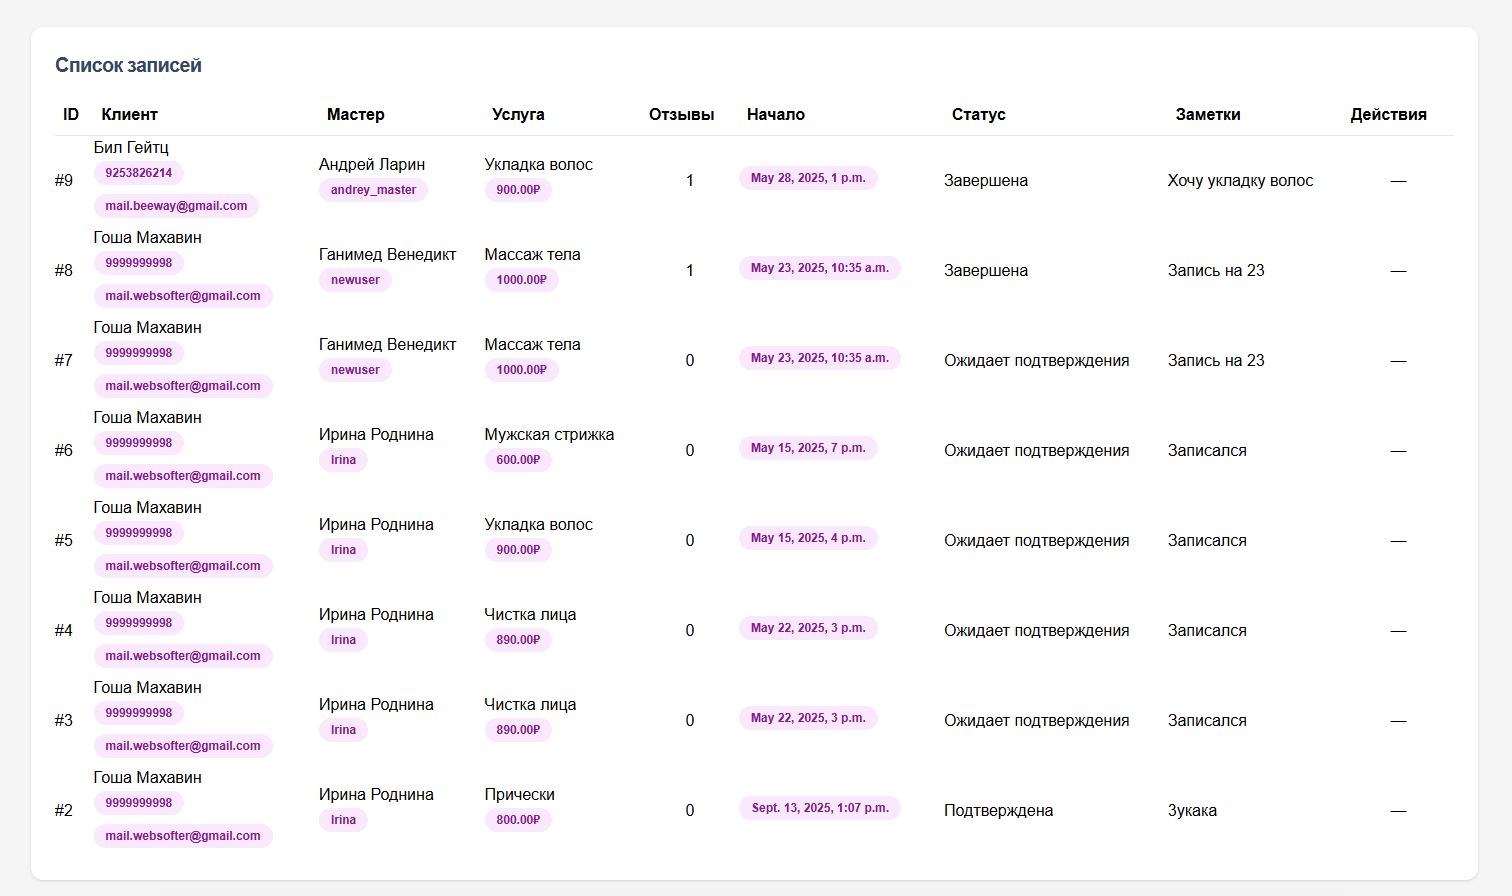 Список записей
ID Клиент Мастер Услуга Отзывы Начало Статус Заметки Действия
#9 Бил Гейтц 9253826214 mail.beeway@gmail.com Андрей Ларин andrey_master Укладка волос 900.00₽ 1 May 28, 2025, 1 p.m. Завершена Хочу укладку волос —
#8 Гоша Махавин 9999999998 mail.websofter@gmail.com Ганимед Венедикт newuser Массаж тела 1000.00₽ 1 May 23, 2025, 10:35 a.m. Завершена Запись на 23 —
#7 Гоша Махавин 9999999998 mail.websofter@gmail.com Ганимед Венедикт newuser Массаж тела 1000.00₽ 0 May 23, 2025, 10:35 a.m. Ожидает подтверждения Запись на 23 —
#6 Гоша Махавин 9999999998 mail.websofter@gmail.com Ирина Роднина Irina Мужская стрижка 600.00₽ 0 May 15, 2025, 7 p.m. Ожидает подтверждения Записался —
#5 Гоша Махавин 9999999998 mail.websofter@gmail.com Ирина Роднина Irina Укладка волос 900.00₽ 0 May 15, 2025, 4 p.m. Ожидает подтверждения Записался —
#4 Гоша Махавин 9999999998 mail.websofter@gmail.com Ирина Роднина Irina Чистка лица 890.00₽ 0 May 22, 2025, 3 p.m. Ожидает подтверждения Записался —
#3 Гоша Махавин 9999999998 mail.websofter@gmail.com Ирина Роднина Irina Чистка лица 890.00₽ 0 May 22, 2025, 3 p.m. Ожидает подтверждения Записался —
#2 Гоша Махавин 9999999998 mail.websofter@gmail.com Ирина Роднина Irina Прически 800.00₽ 0 Sept. 13, 2025, 1:07 p.m. Подтверждена Зукака —